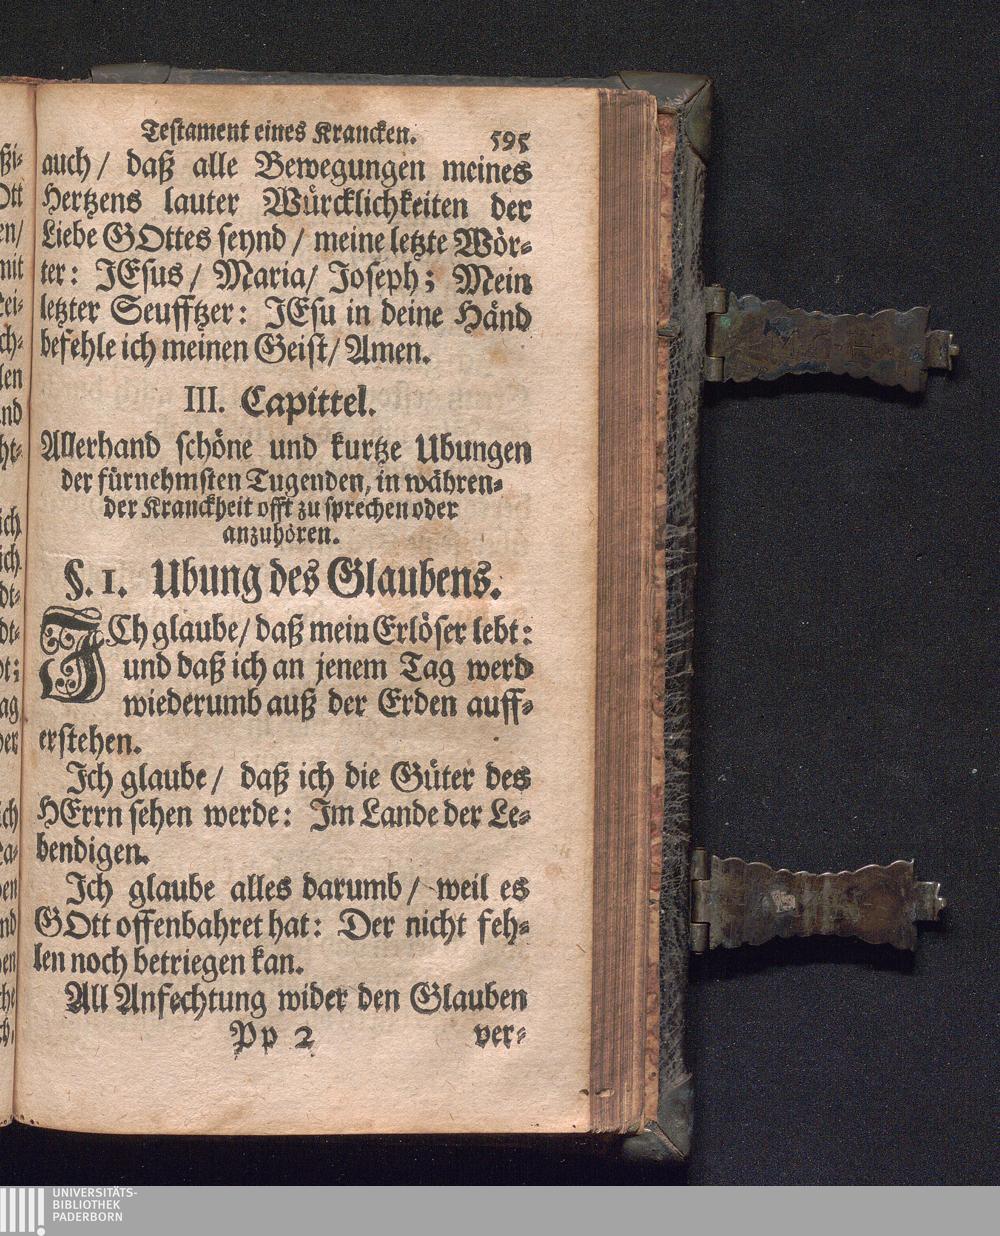 Testament eines Krancken. 595
auch / daß alle Bewegungen meines
Hertzens lauter Würcklichkeiten der
Liebe GOttes seynd / meine letzte Wör-
ter: JEsus / Maria / Joseph; Mein
letzter Seufftzer: JEsu in deine Händ
befehle ich meinen Geist / Amen.
III. Capittel.
Allerhand schöne und kurtze Ubungen
der fürnehmsten Tugenden, in währen-
der Kranckheit offt zu sprechen oder
anzuhören.
§. 1. Ubung des Glaubens.
ICh glaube / daß mein Erlöser lebt:
und daß ich an jenem Tag werd
wiederumb auß der Erden auff-
erstehen.
Ich glaube / daß ich die Güter des
HErrn sehen werde: Im Lande der Le-
bendigen.
Ich glaube alles darumb / weil es
GOtt offenbahret hat: Der nicht feh-
len noch betriegen kan.
All Anfechtung wider den Glauben
Pp 2 ver-
UNIVERSITÄTS-
BIBLIOTHEK
PADERBORN